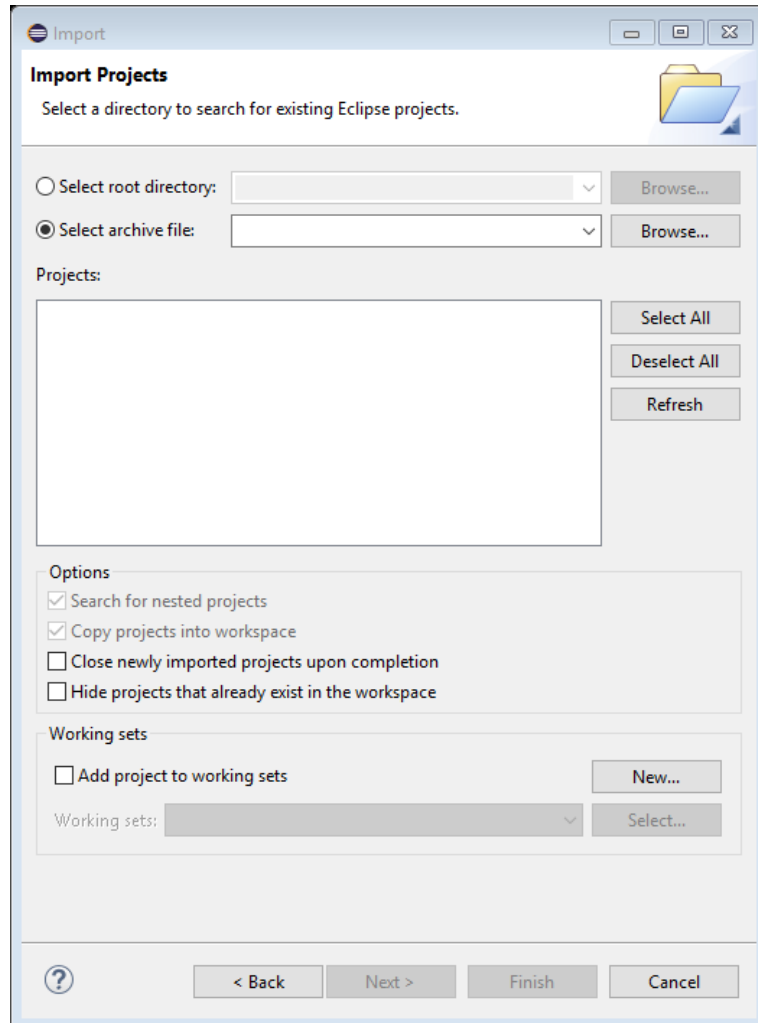 Import
Import Projects
Select a directory to search for existing Eclipse projects.
Select root directory: Browse...
Select archive file: Browse...
Projects:
Select All
Deselect All
Refresh
Options
Search for nested projects
Copy projects into workspace
Close newly imported projects upon completion
Hide projects that already exist in the workspace
Working sets
Add project to working sets New...
Working sets: Select...
? < Back Next > Finish Cancel